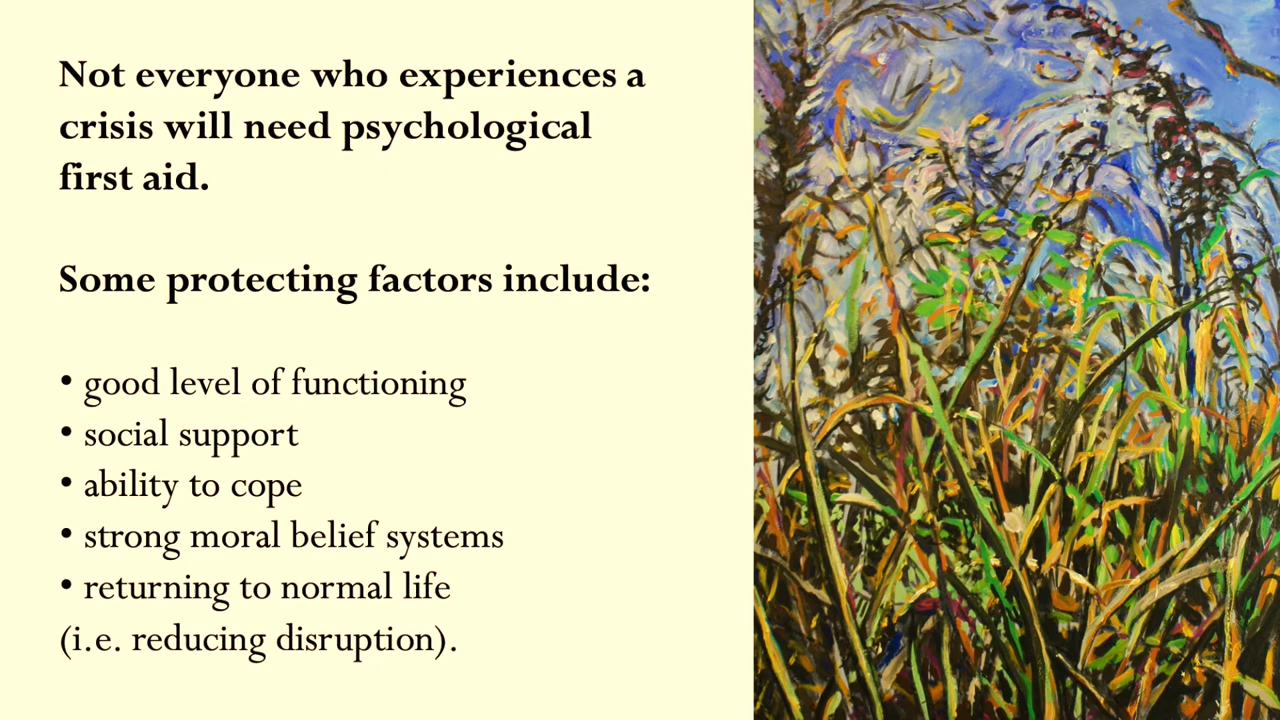 Not everyone who experiences a
crisis will need psychological
first aid.
Some protecting factors include:
• good level of functioning
• social support
• ability to cope
• strong moral belief systems
• returning to normal life
(i.e. reducing disruption).